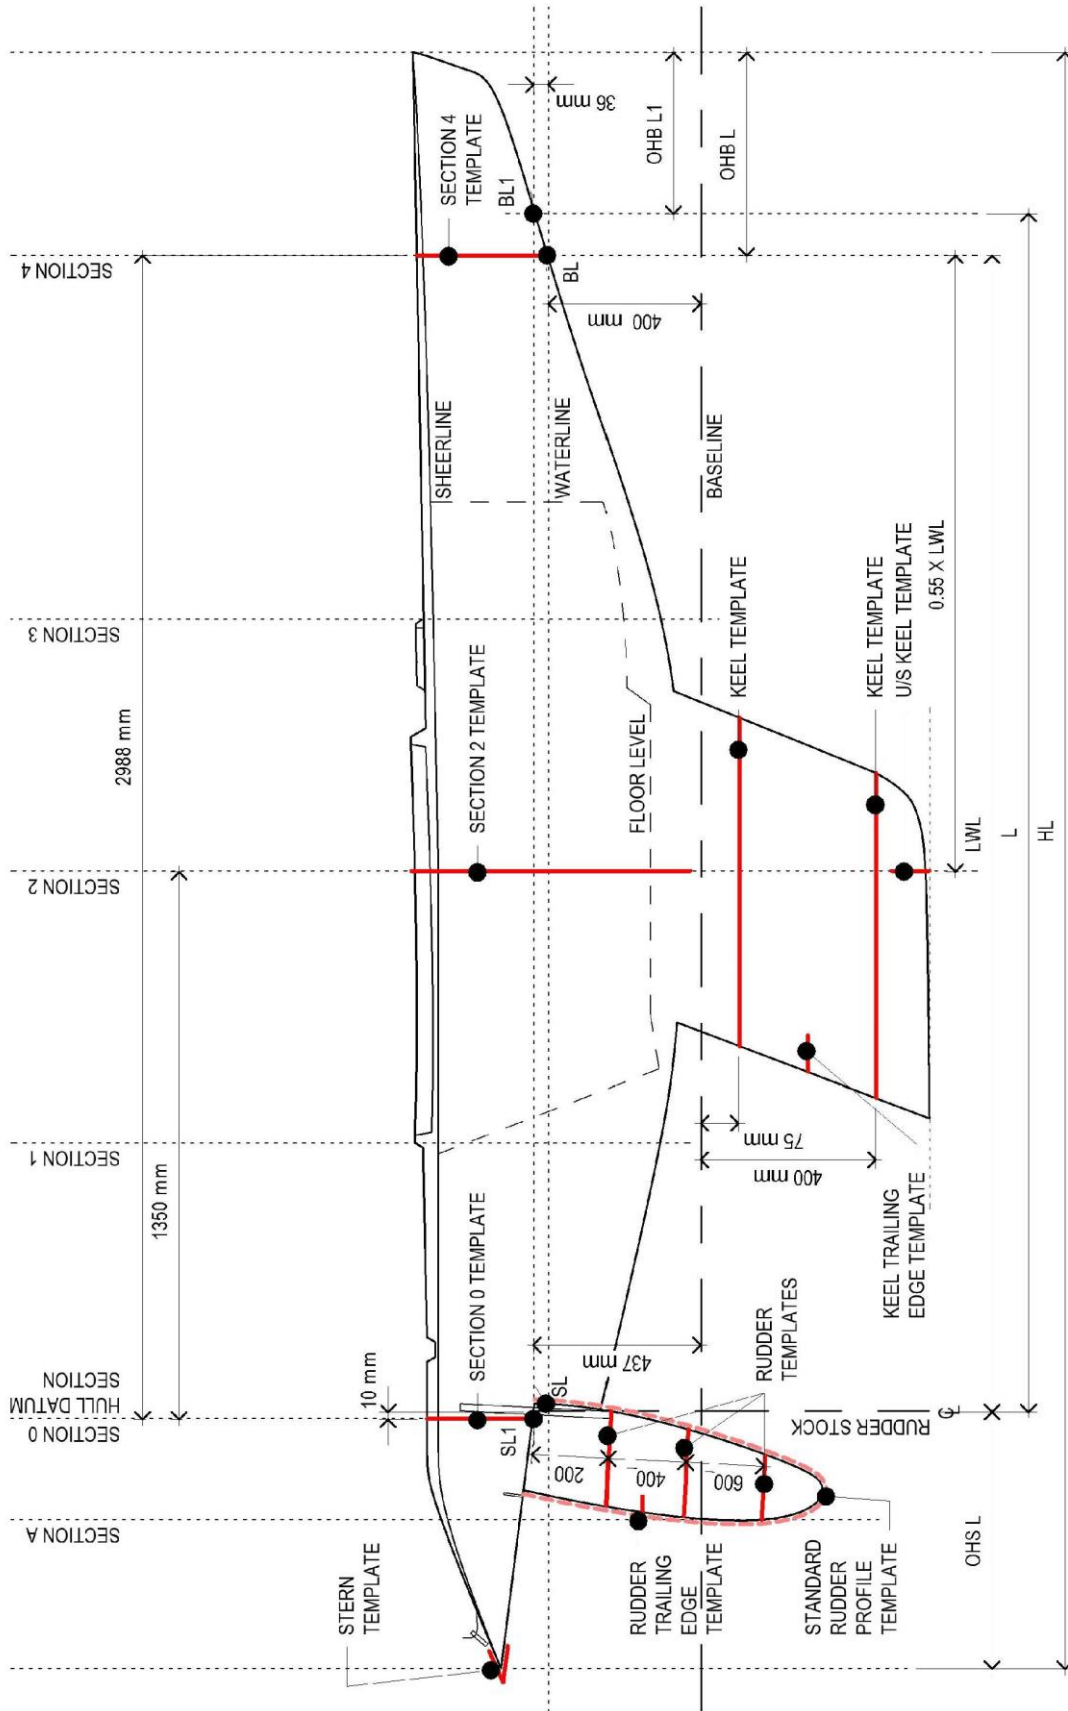 SECTION 4
SECTION 3
SECTION 2
SECTION 1
HULL DATUM
SECTION
SECTION 0
SECTION A
2988 mm
1350 mm
10 mm
36 mm
SECTION 4
TEMPLATE
BL1
BL
OHB L1
OHB L
400 mm
SHEERLINE
WATERLINE
BASELINE
SECTION 2 TEMPLATE
FLOOR LEVEL
KEEL TEMPLATE
KEEL TEMPLATE
U/S KEEL TEMPLATE
0.55 X LWL
LWL
L
HL
75 mm
400 mm
KEEL TRAILING
EDGE TEMPLATE
SECTION 0 TEMPLATE
437 mm
SL
SL1
RUDDER
TEMPLATES
RUDDER STOCK
200
400
600
STERN
TEMPLATE
RUDDER
TRAILING
EDGE
TEMPLATE
STANDARD
RUDDER
PROFILE
TEMPLATE
OHS L